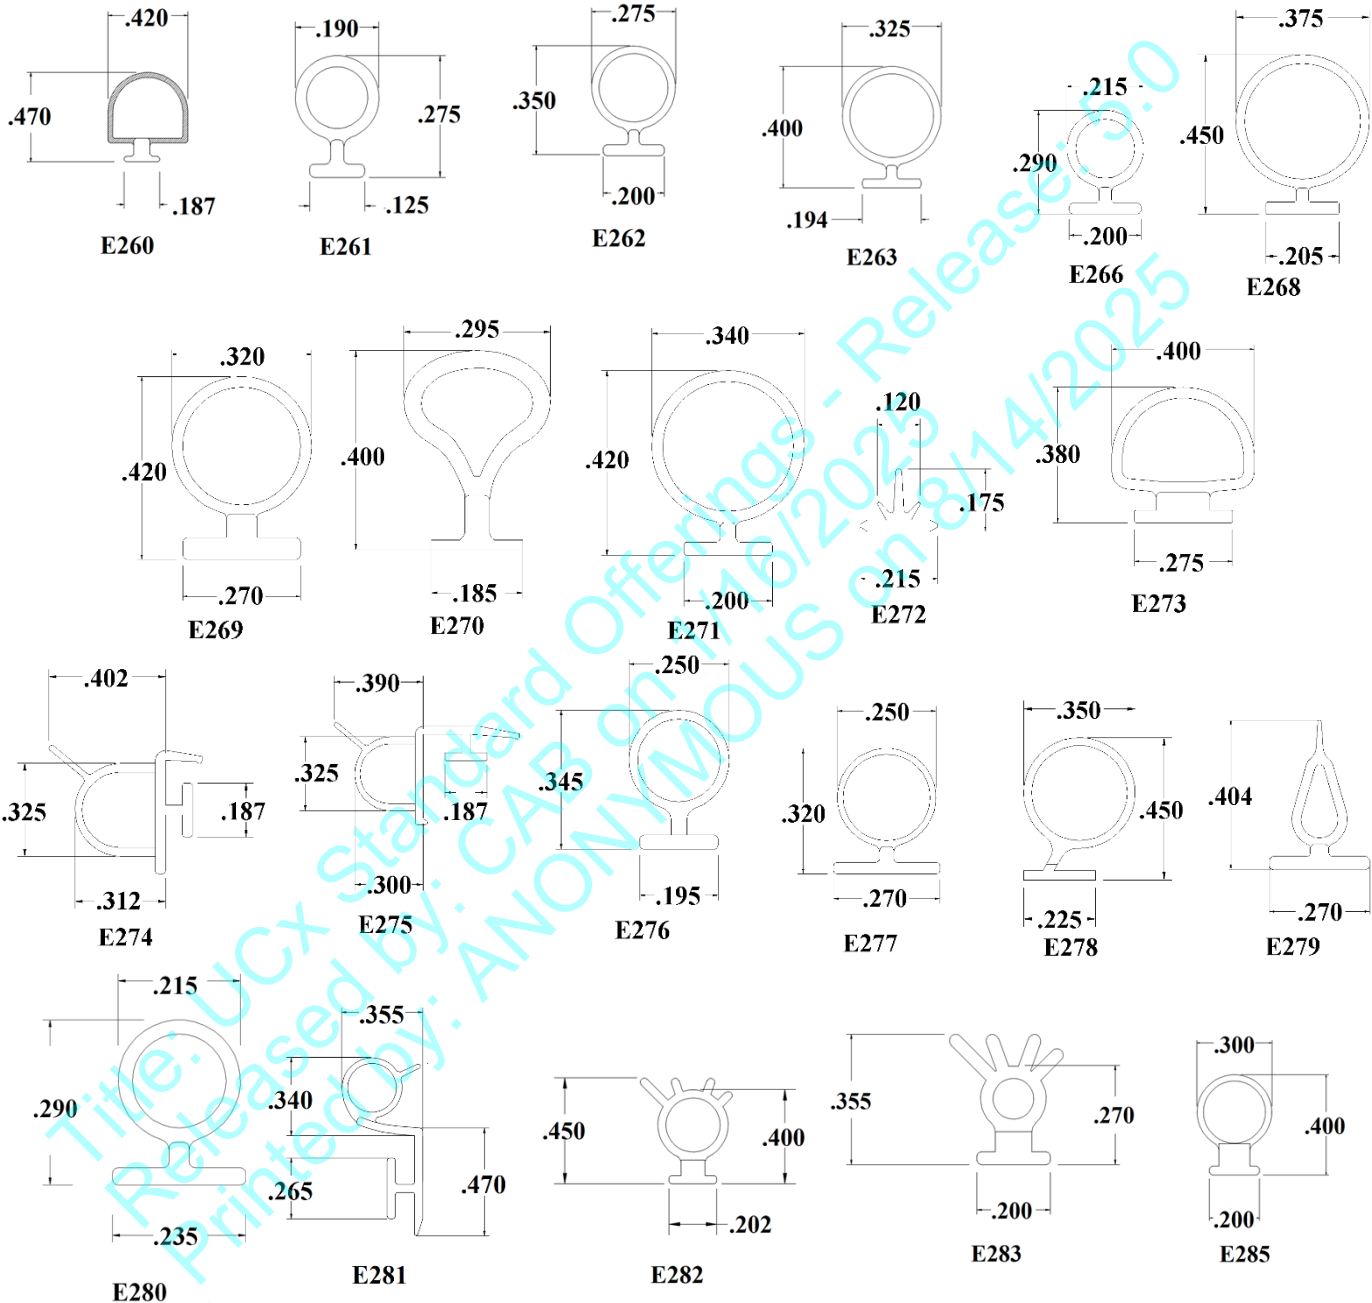 .420
.470
.187
E260
.190
.275
.125
E261
.275
.350
.200
E262
.325
.400
.194
E263
.215
.290
.200
E266
.375
.450
.205
E268
.320
.420
.270
E269
.295
.400
.185
E270
.340
.420
.200
E271
.120
.175
.215
E272
.400
.380
.275
E273
.402
.325
.187
.312
E274
.390
.325
.187
.300
E275
.250
.345
.195
E276
.250
.320
.270
E277
.350
.450
.225
E278
.404
.270
E279
.215
.290
.235
E280
.355
.340
.265
.470
E281
.450
.400
.202
E282
.355
.270
.200
E283
.300
.400
.200
E285
Title: UCx Standard Offerings - Release: 5.0
Released by: CAB on 1/16/2025
Printed by: ANONYMOUS on 8/14/2025